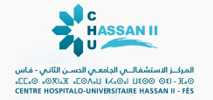 CHU HASSAN II
المركز الاستشفائي الجامعي الحسن الثاني - فاس
CENTRE HOSPITALO-UNIVERSITAIRE HASSAN II - FÈS